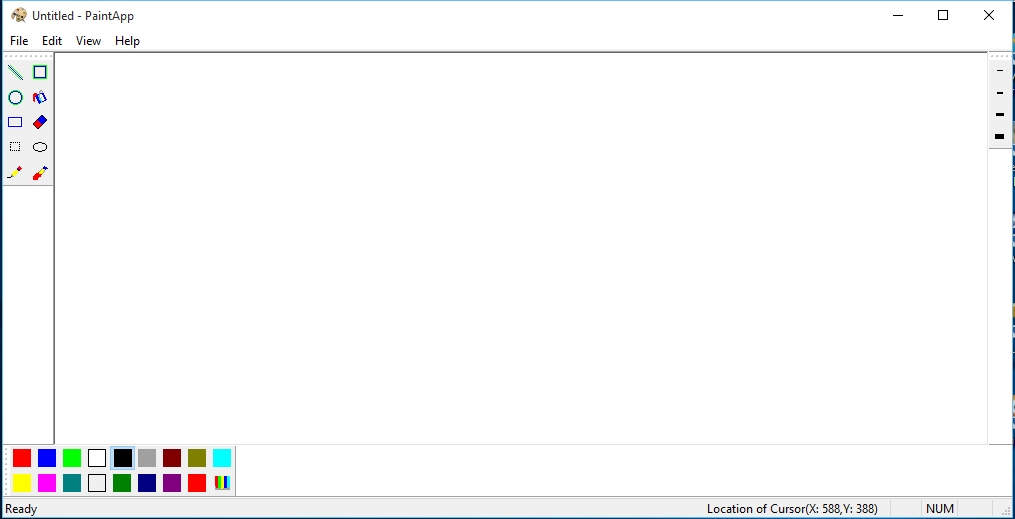 Untitled - PaintApp
File Edit View Help
Ready Location of Cursor(X: 588,Y: 388) NUM